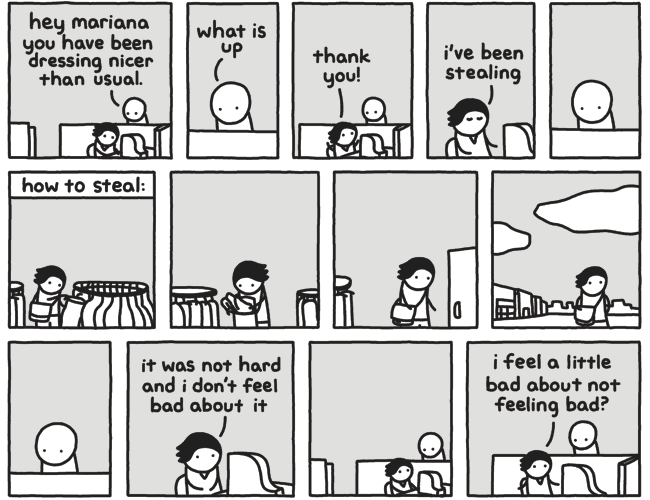 hey mariana
you have been
dressing nicer
than usual.
what is
up
thank
you!
i've been
stealing
how to steal:
it was not hard
and i don't feel
bad about it
i feel a little
bad about not
feeling bad?